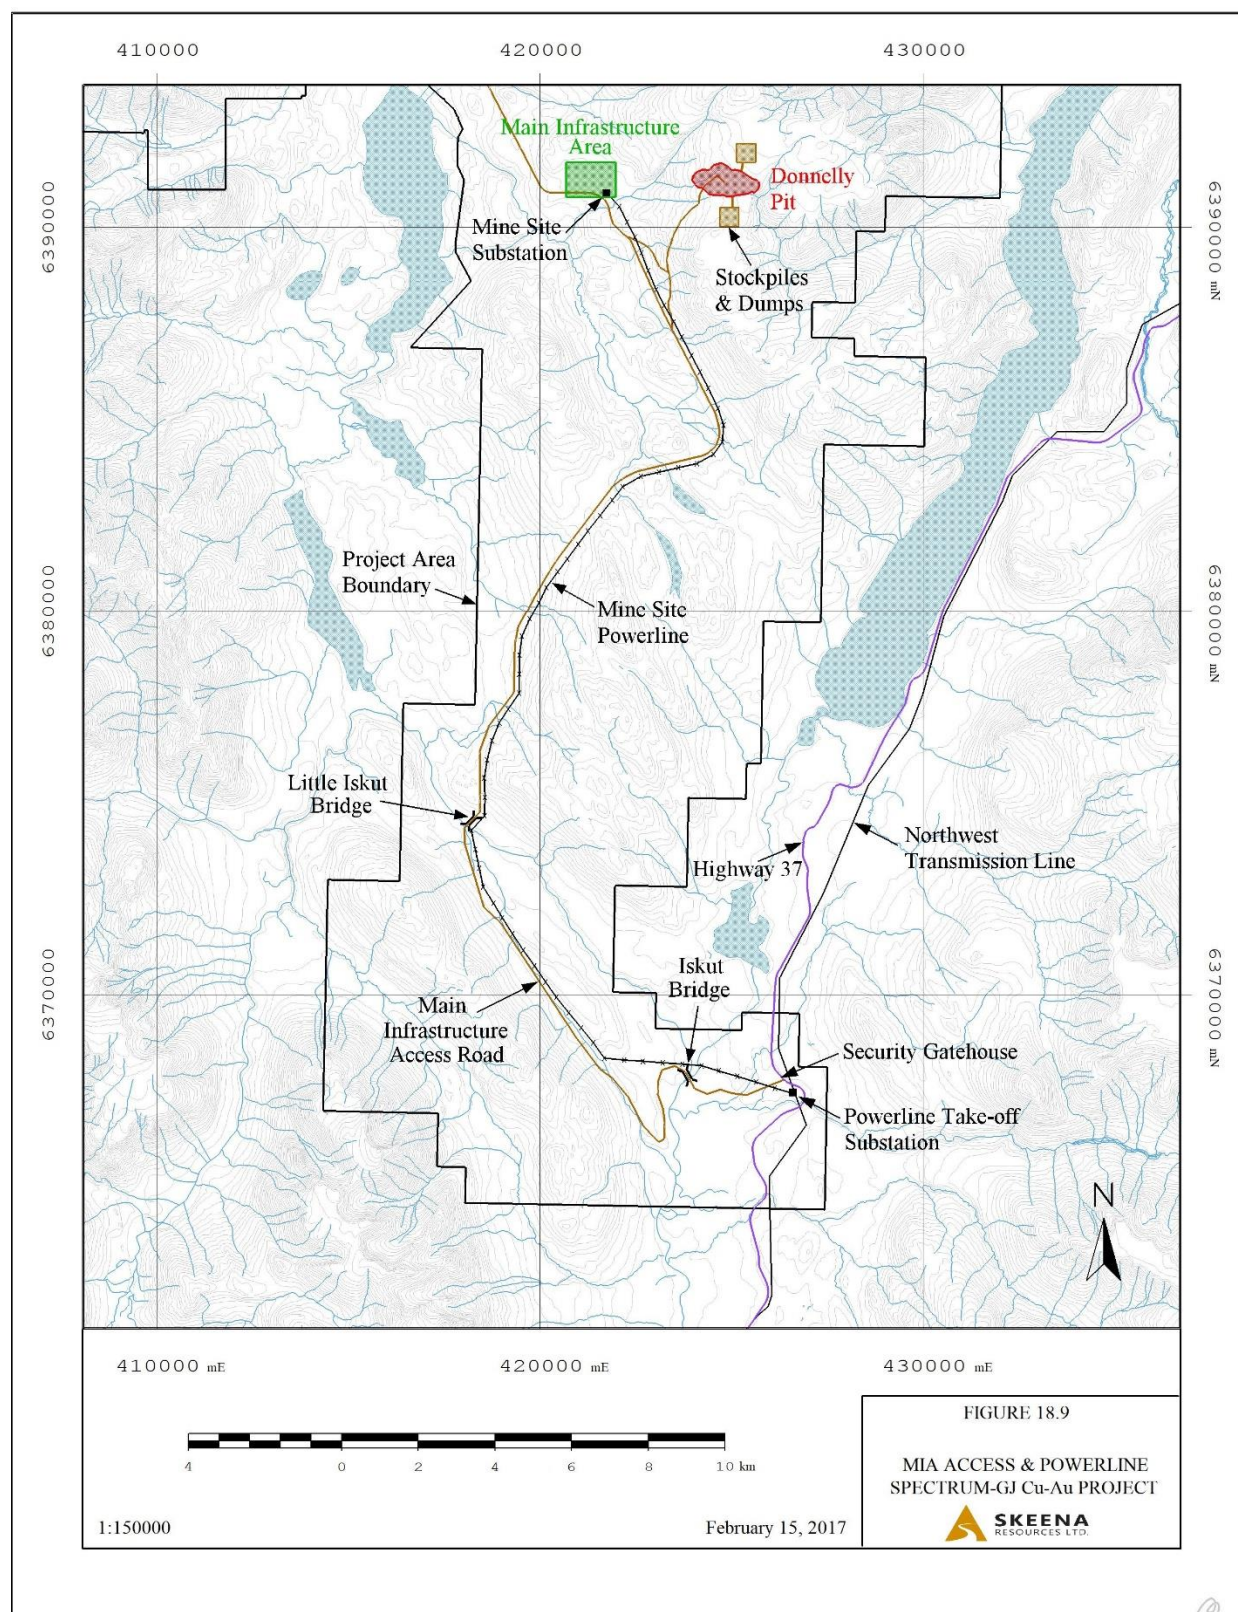 410000
420000
430000
Main Infrastructure
Area
Donnelly
Pit
Mine Site
Substation
Stockpiles
& Dumps
6390000
6390000 mN
Project Area
Boundary
Mine Site
Powerline
6380000
6380000 mN
Little Iskut
Bridge
Highway 37
Northwest
Transmission Line
Iskut
Bridge
6370000
6370000 mN
Main
Infrastructure
Access Road
Security Gatehouse
Powerline Take-off
Substation
N
410000 mE
420000 mE
430000 mE
4 0 2 4 6 8 10 km
1:150000
February 15, 2017
FIGURE 18.9
MIA ACCESS & POWERLINE
SPECTRUM-GJ Cu-Au PROJECT
SKEENA
RESOURCES LTD.